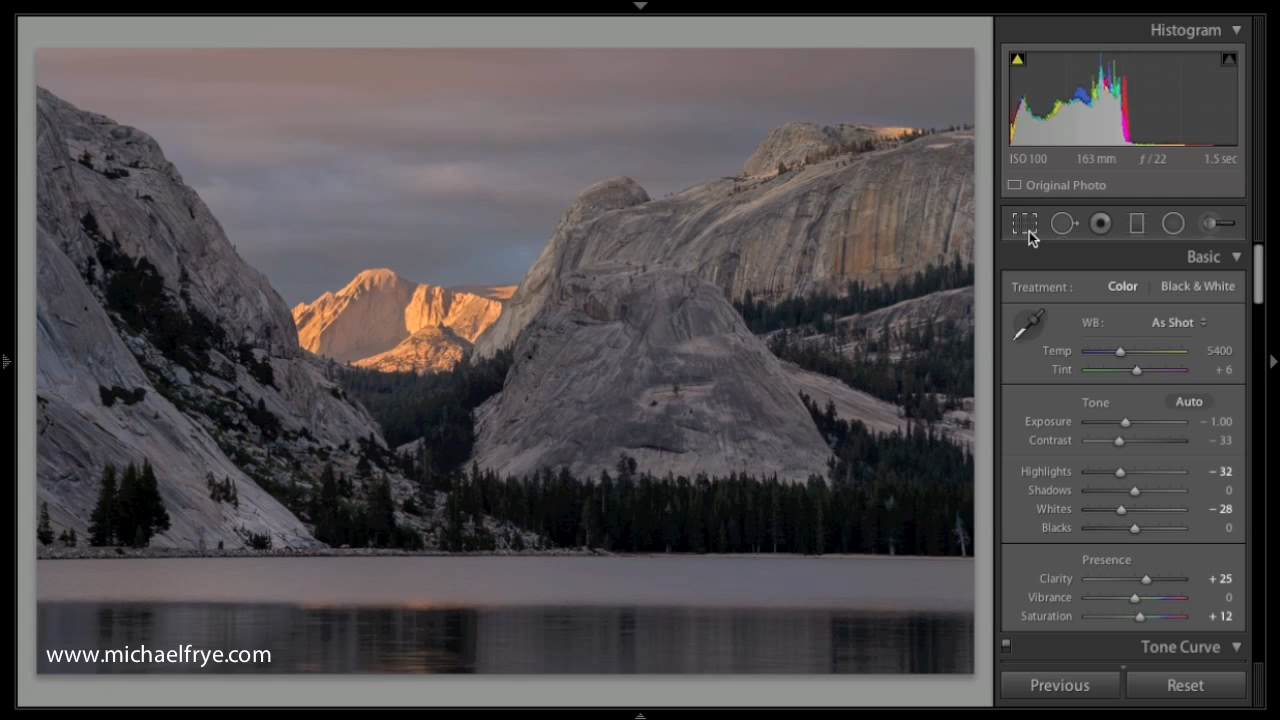 Histogram
ISO 100 163 mm ƒ / 22 1.5 sec
Original Photo
Basic
Treatment : Color Black & White
WB : As Shot
Temp 5400
Tint + 6
Tone Auto
Exposure – 1.00
Contrast – 33
Highlights – 32
Shadows 0
Whites – 28
Blacks 0
Presence
Clarity + 25
Vibrance 0
Saturation + 12
Tone Curve
Previous Reset
www.michaelfrye.com